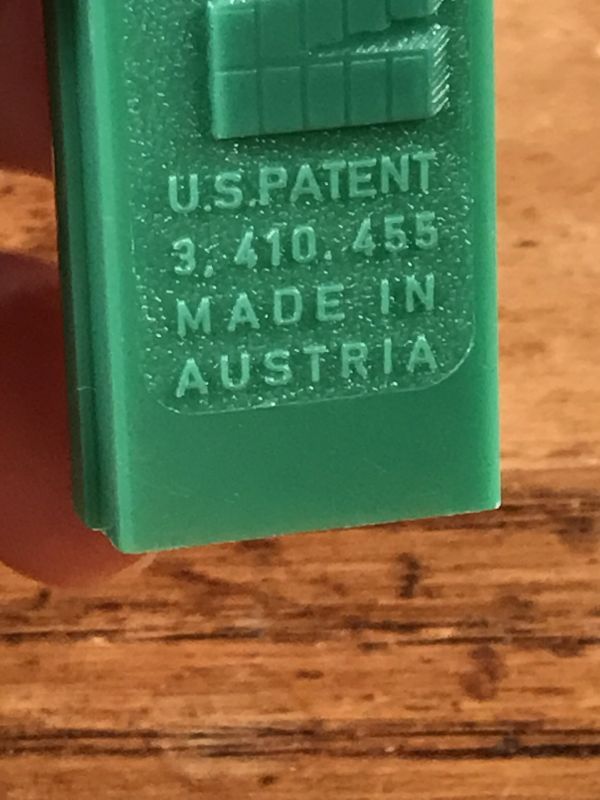 U.S.PATENT
3,410.455
MADE IN
AUSTRIA